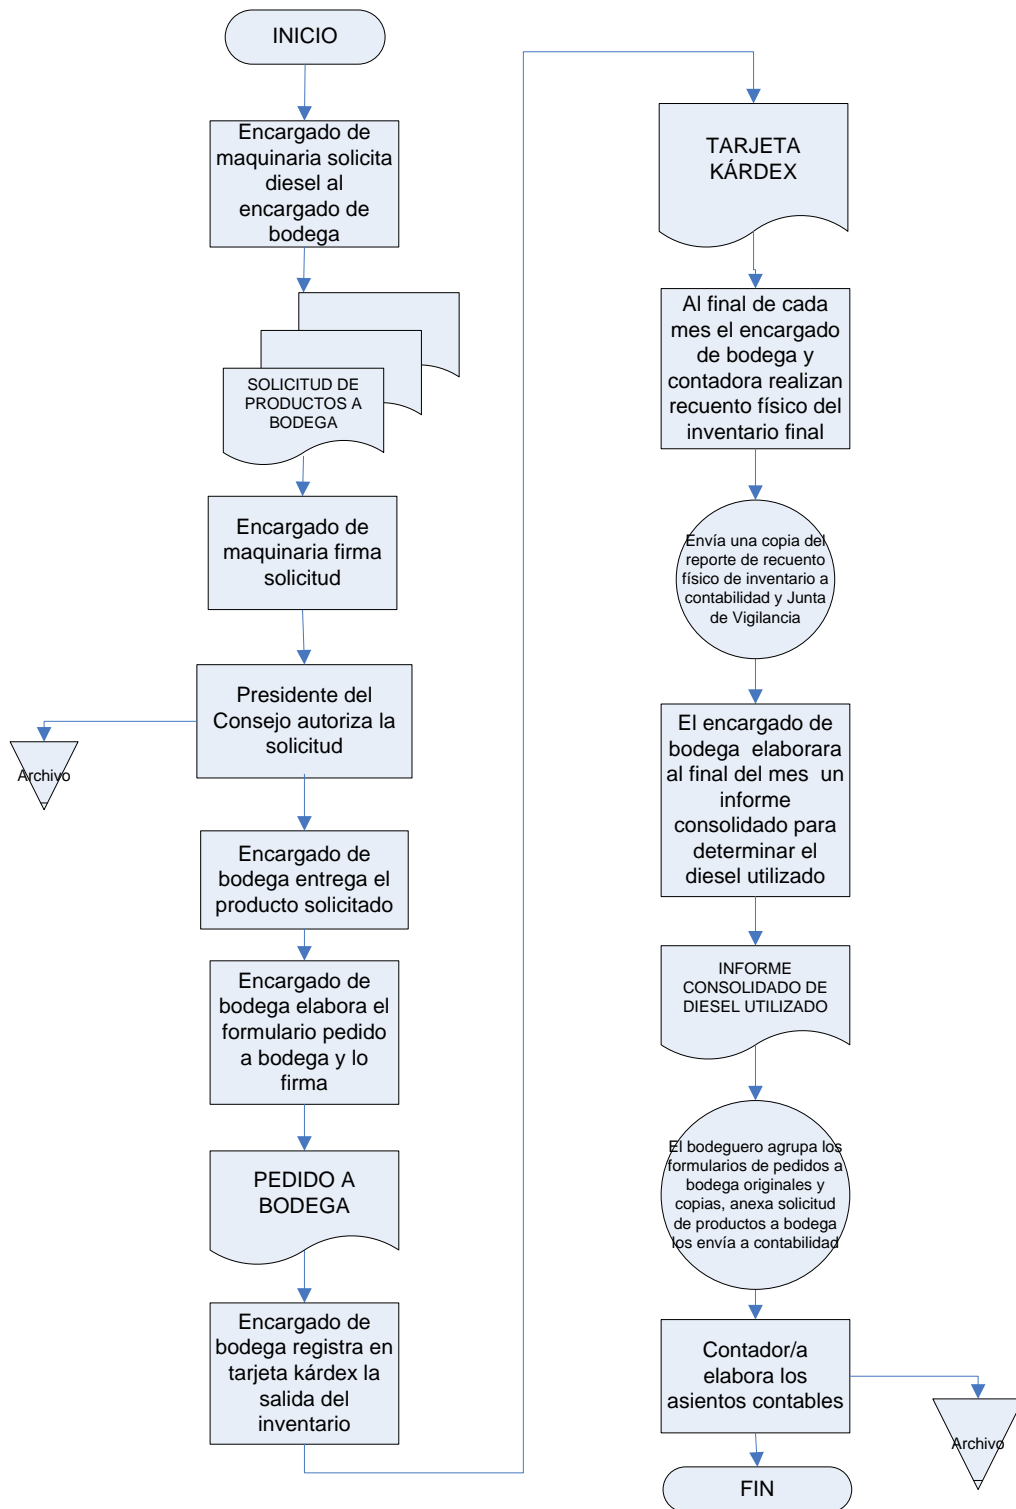 INICIO
Encargado de
maquinaria solicita
diesel al
encargado de
bodega
SOLICITUD DE
PRODUCTOS A
BODEGA
Encargado de
maquinaria firma
solicitud
Presidente del
Consejo autoriza la
solicitud
Archivo
Encargado de
bodega entrega el
producto solicitado
Encargado de
bodega elabora el
formulario pedido
a bodega y lo
firma
PEDIDO A
BODEGA
Encargado de
bodega registra en
tarjeta kárdex la
salida del
inventario
TARJETA
KÁRDEX
Al final de cada
mes el encargado
de bodega y
contadora realizan
recuento físico del
inventario final
Envía una copia del
reporte de recuento
físico de inventario a
contabilidad y Junta
de Vigilancia
El encargado de
bodega elaborara
al final del mes un
informe
consolidado para
determinar el
diesel utilizado
INFORME
CONSOLIDADO DE
DIESEL UTILIZADO
El bodeguero agrupa los
formularios de pedidos a
bodega originales y
copias, anexa solicitud
de productos a bodega
los envía a contabilidad
Contador/a
elabora los
asientos contables
Archivo
FIN